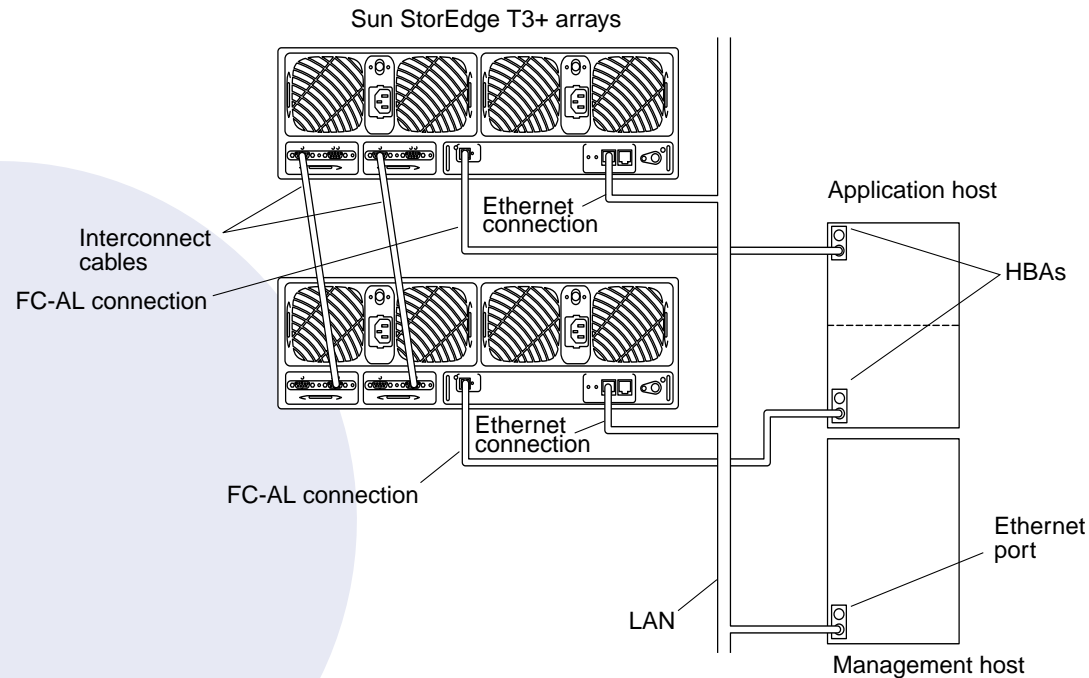 Sun StorEdge T3+ arrays
Application host
Ethernet
connection
Interconnect
cables
HBAs
FC-AL connection
Ethernet
connection
FC-AL connection
Ethernet
port
LAN
Management host